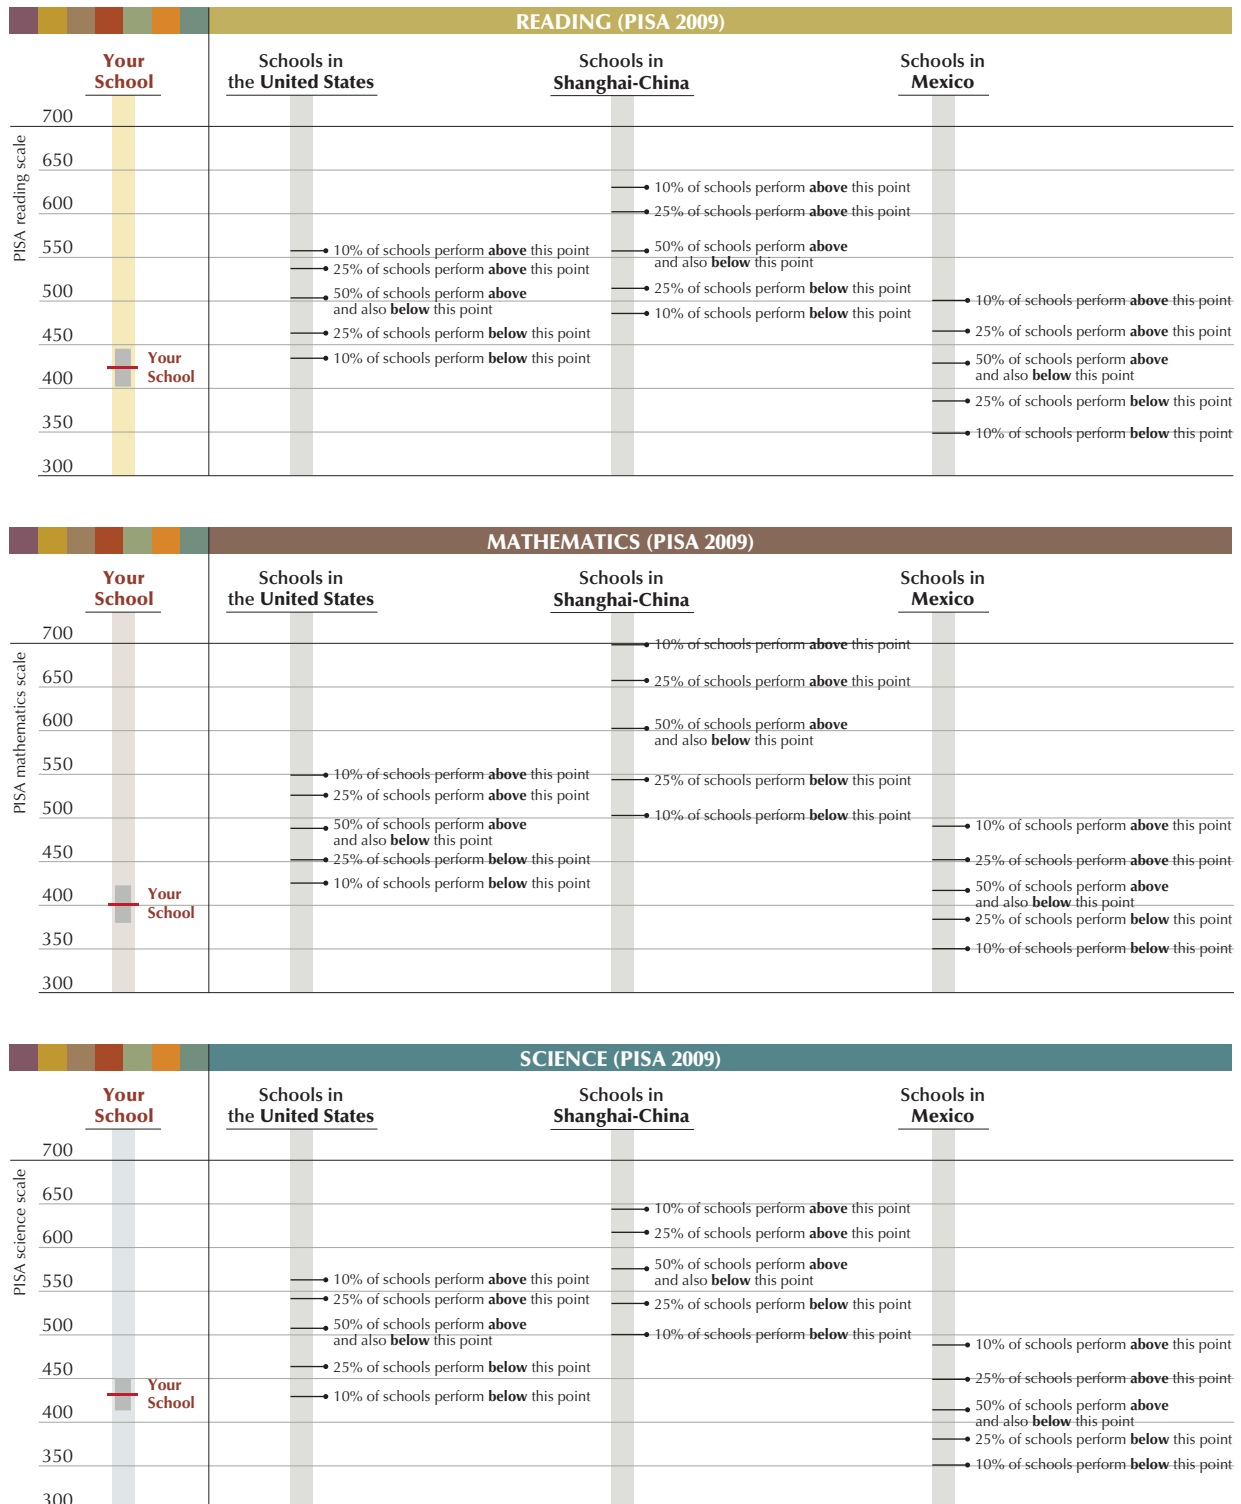 READING (PISA 2009)
Your
School
Schools in
the United States
Schools in
Shanghai-China
Schools in
Mexico
PISA reading scale
700
650
600
550
500
450
400
350
300
Your
School
10% of schools perform above this point
25% of schools perform above this point
50% of schools perform above
and also below this point
25% of schools perform below this point
10% of schools perform below this point
10% of schools perform above this point
25% of schools perform above this point
50% of schools perform above
and also below this point
25% of schools perform below this point
10% of schools perform below this point
10% of schools perform above this point
25% of schools perform above this point
50% of schools perform above
and also below this point
25% of schools perform below this point
10% of schools perform below this point
MATHEMATICS (PISA 2009)
Your
School
Schools in
the United States
Schools in
Shanghai-China
Schools in
Mexico
PISA mathematics scale
700
650
600
550
500
450
400
350
300
Your
School
10% of schools perform above this point
25% of schools perform above this point
50% of schools perform above
and also below this point
25% of schools perform below this point
10% of schools perform below this point
10% of schools perform above this point
25% of schools perform above this point
50% of schools perform above
and also below this point
25% of schools perform below this point
10% of schools perform below this point
10% of schools perform above this point
25% of schools perform above this point
50% of schools perform above
and also below this point
25% of schools perform below this point
10% of schools perform below this point
SCIENCE (PISA 2009)
Your
School
Schools in
the United States
Schools in
Shanghai-China
Schools in
Mexico
PISA science scale
700
650
600
550
500
450
400
350
300
Your
School
10% of schools perform above this point
25% of schools perform above this point
50% of schools perform above
and also below this point
25% of schools perform below this point
10% of schools perform below this point
10% of schools perform above this point
25% of schools perform above this point
50% of schools perform above
and also below this point
25% of schools perform below this point
10% of schools perform below this point
10% of schools perform above this point
25% of schools perform above this point
50% of schools perform above
and also below this point
25% of schools perform below this point
10% of schools perform below this point